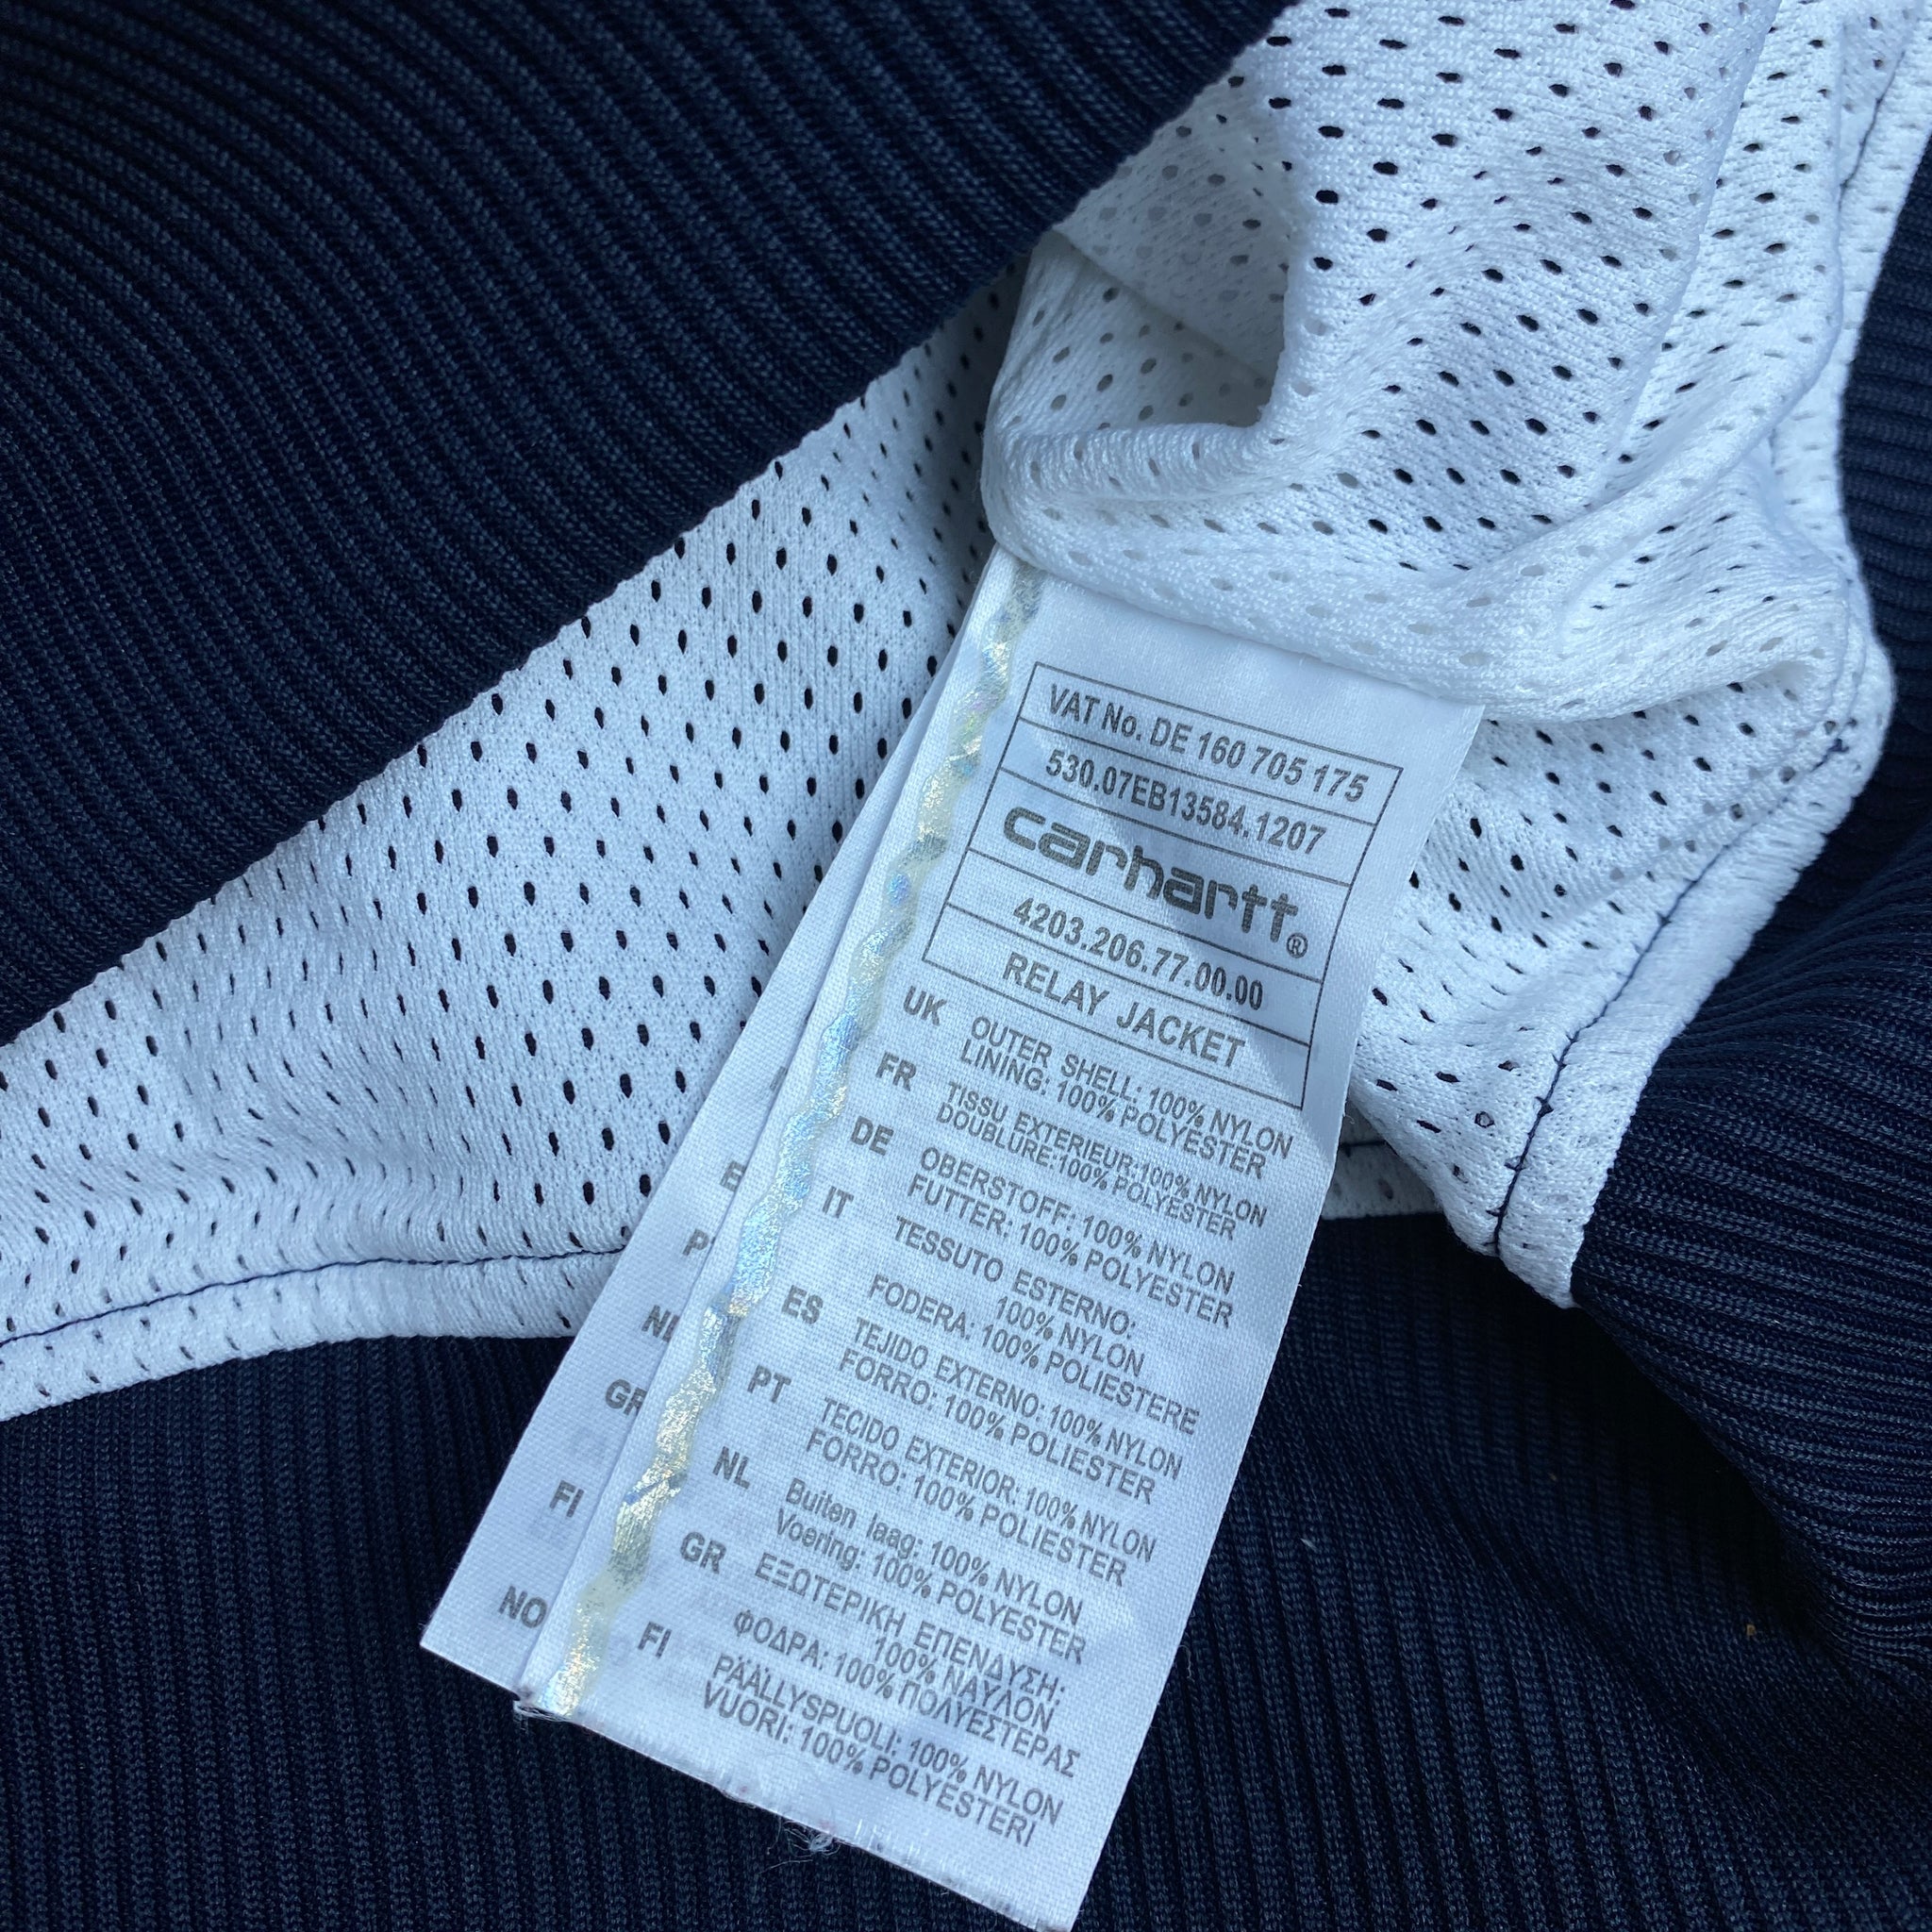 VAT No. DE 160 705 175
530.07EB13584.1207
carhartt®
4203.206.77.00.00
RELAY JACKET
UK OUTER SHELL: 100% NYLON
LINING: 100% POLYESTER
FR TISSU EXTERIEUR:100% NYLON
DOUBLURE:100% POLYESTER
DE OBERSTOFF: 100% NYLON
FUTTER: 100% POLYESTER
IT TESSUTO ESTERNO:
100% NYLON
FODERA: 100% POLIESTERE
ES TEJIDO EXTERNO: 100% NYLON
FORRO: 100% POLIESTER
PT TECIDO EXTERIOR: 100% NYLON
FORRO: 100% POLIESTER
NL Buiten laag: 100% NYLON
Voering: 100% POLYESTER
GR ΕΞΩΤΕΡΙΚΗ ΕΠΕΝΔΥΣΗ:
100% ΝΑΥΛΟΝ
ΦΟΔΡΑ: 100% ΠΟΛΥΕΣΤΕΡΑΣ
FI PÄÄLLYSPUOLI: 100% NYLON
VUORI: 100% POLYESTERI
GR
FI
NO